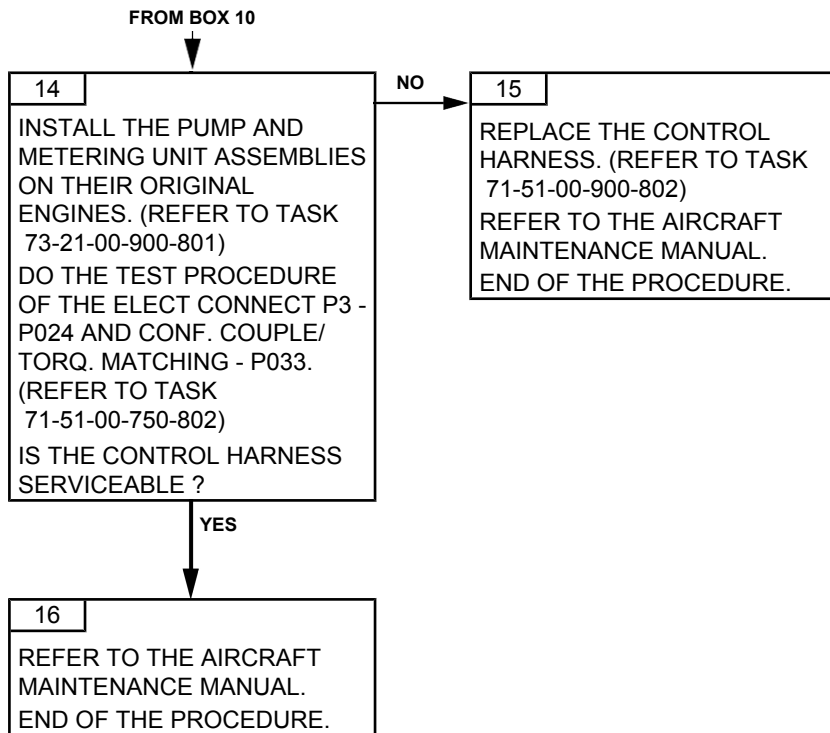 FROM BOX 10
14
INSTALL THE PUMP AND
METERING UNIT ASSEMBLIES
ON THEIR ORIGINAL
ENGINES. (REFER TO TASK
73-21-00-900-801)
DO THE TEST PROCEDURE
OF THE ELECT CONNECT P3 -
P024 AND CONF. COUPLE/
TORQ. MATCHING - P033.
(REFER TO TASK
71-51-00-750-802)
IS THE CONTROL HARNESS
SERVICEABLE ?
NO
15
REPLACE THE CONTROL
HARNESS. (REFER TO TASK
71-51-00-900-802)
REFER TO THE AIRCRAFT
MAINTENANCE MANUAL.
END OF THE PROCEDURE.
YES
16
REFER TO THE AIRCRAFT
MAINTENANCE MANUAL.
END OF THE PROCEDURE.